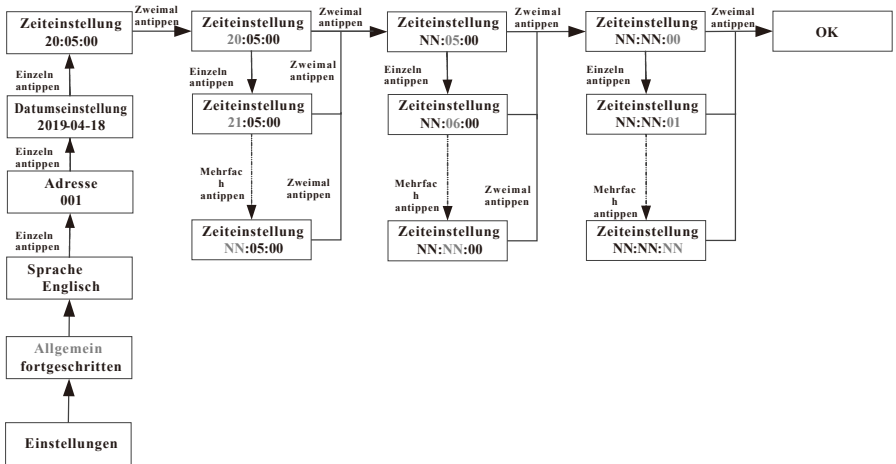 Zeiteinstellung
20:05:00
Zweimal
antippen
Zeiteinstellung
20:05:00
Zweimal
antippen
Zeiteinstellung
NN:05:00
Zweimal
antippen
Zeiteinstellung
NN:NN:00
Zweimal
antippen
OK
Einzeln
antippen
Einzeln
antippen
Zweimal
antippen
Einzeln
antippen
Einzeln
antippen
Datumseinstellung
2019-04-18
Zeiteinstellung
21:05:00
Zeiteinstellung
NN:06:00
Zeiteinstellung
NN:NN:01
Einzeln
antippen
Mehrfac
h
antippen
Zweimal
antippen
Mehrfac
h
antippen
Zweimal
antippen
Mehrfac
h
antippen
Adresse
001
Zeiteinstellung
NN:05:00
Zeiteinstellung
NN:NN:00
Zeiteinstellung
NN:NN:NN
Einzeln
antippen
Sprache
Englisch
Allgemein
fortgeschritten
Einstellungen